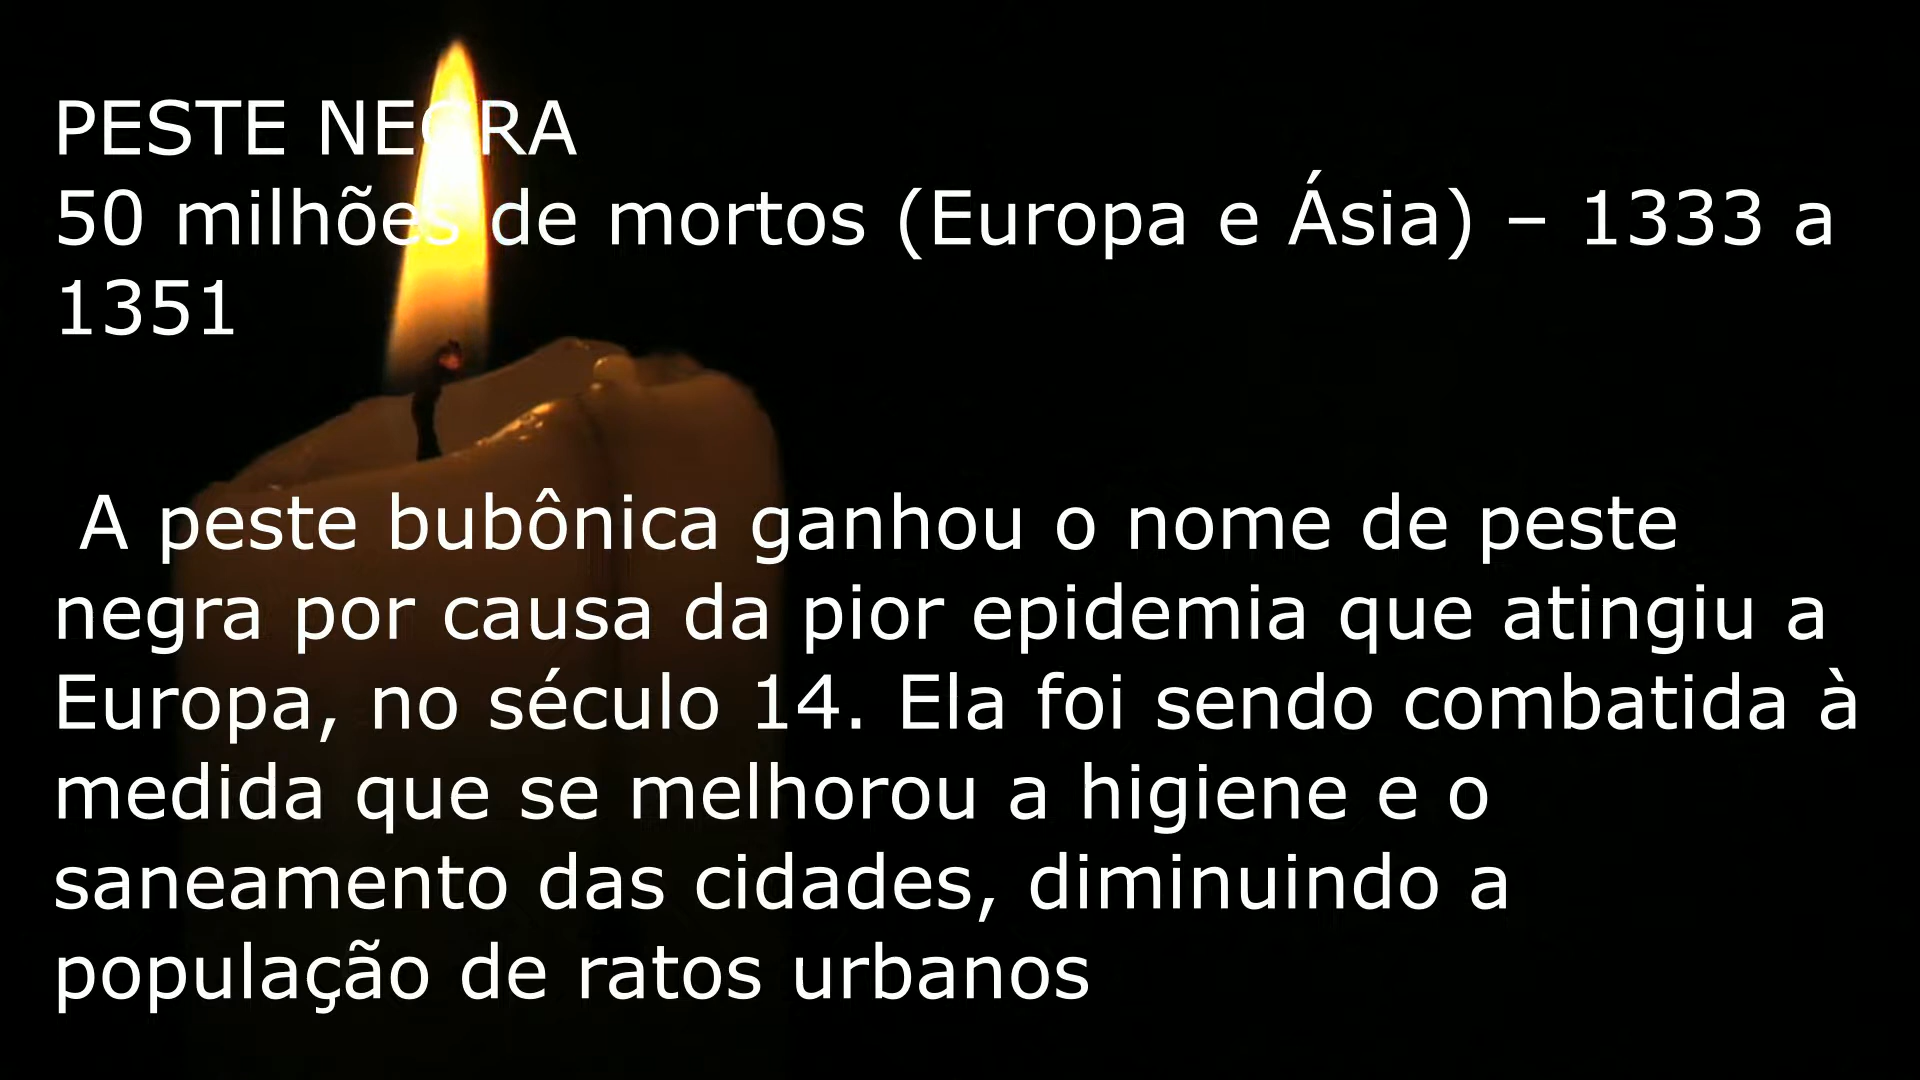 PESTE NEGRA
50 milhões de mortos (Europa e Ásia) – 1333 a
1351
A peste bubônica ganhou o nome de peste
negra por causa da pior epidemia que atingiu a
Europa, no século 14. Ela foi sendo combatida à
medida que se melhorou a higiene e o
saneamento das cidades, diminuindo a
população de ratos urbanos